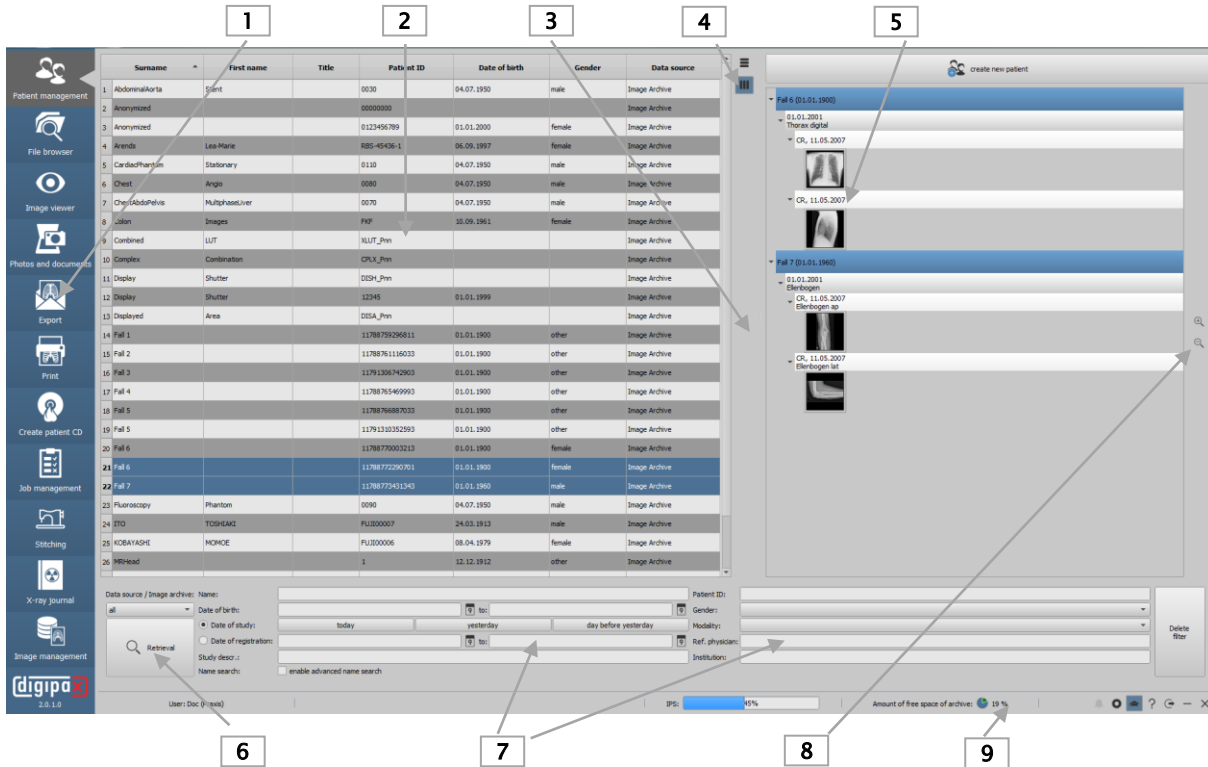 1 2 3 4 5
Patient management
File browser
Image viewer
Photos and documents
Export
Print
Create patient CD
Job management
Stitching
X-ray journal
Image management
digipax
2.0.1.0
Surname First name Title Patient ID Date of birth Gender Data source
1 AbdominalAorta Stent 0030 04.07.1950 male Image Archive
2 Anonymized 00000000 Image Archive
3 Anonymized 0123456789 01.01.2000 female Image Archive
4 Arends Lea-Marie RBS-45436-1 06.09.1997 female Image Archive
5 CardiacPhantom Stationary 0110 04.07.1950 male Image Archive
6 Chest Angio 0080 04.07.1950 male Image Archive
7 ChestAbdoPelvis MultiphaseLiver 0070 04.07.1950 male Image Archive
8 Colon Images FKF 10.09.1961 female Image Archive
9 Combined LUT XLUT_Pnn Image Archive
10 Complex Combination CPLX_Pnn Image Archive
11 Display Shutter DISH_Pnn Image Archive
12 Display Shutter 12345 01.01.1999 Image Archive
13 Displayed Area DISA_Pnn Image Archive
14 Fall 1 11788759296811 01.01.1900 other Image Archive
15 Fall 2 11788761116033 01.01.1900 other Image Archive
16 Fall 3 11791306742903 01.01.1900 other Image Archive
17 Fall 4 11788765469993 01.01.1900 other Image Archive
18 Fall 5 11788766887033 01.01.1900 other Image Archive
19 Fall 5 11791310352593 01.01.1900 other Image Archive
20 Fall 6 11788770003213 01.01.1900 female Image Archive
21 Fall 6 11788772290701 01.01.1900 female Image Archive
22 Fall 7 11788773431343 01.01.1960 male Image Archive
23 Fluoroscopy Phantom 0090 04.07.1950 male Image Archive
24 ITO TOSHIAKI FUJI00007 24.03.1913 male Image Archive
25 KOBAYASHI MOMOE FUJI00006 08.04.1979 female Image Archive
26 MRHead 1 12.12.1912 other Image Archive
create new patient
Fall 6 (01.01.1900)
01.01.2001
Thorax digital
CR, 11.05.2007
CR, 11.05.2007
Fall 7 (01.01.1960)
01.01.2001
Ellenbogen
CR, 11.05.2007
Ellenbogen ap
CR, 11.05.2007
Ellenbogen lat
Data source / Image archive: Name: Patient ID:
all Date of birth: to: Gender:
Date of study: today yesterday day before yesterday Modality:
Retrieval Date of registration: to: Ref. physician:
Study descr.: Institution:
Name search: enable advanced name search
Delete
filter
User: Doc IPS: 45% Amount of free space of archive: 19 %
6 7 8 9